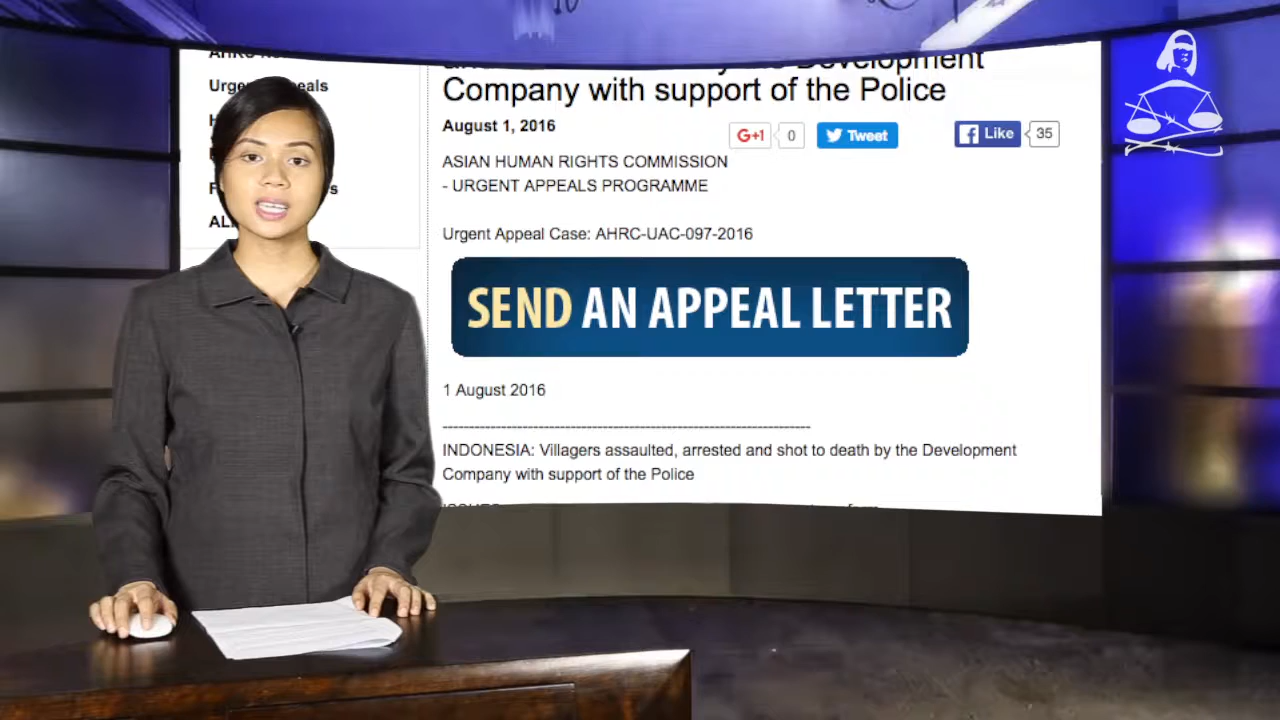 Development
Company with support of the Police
August 1, 2016
G+1 0 Tweet Like 35
ASIAN HUMAN RIGHTS COMMISSION
- URGENT APPEALS PROGRAMME
Urgent Appeal Case: AHRC-UAC-097-2016
SEND AN APPEAL LETTER
1 August 2016
INDONESIA: Villagers assaulted, arrested and shot to death by the Development
Company with support of the Police